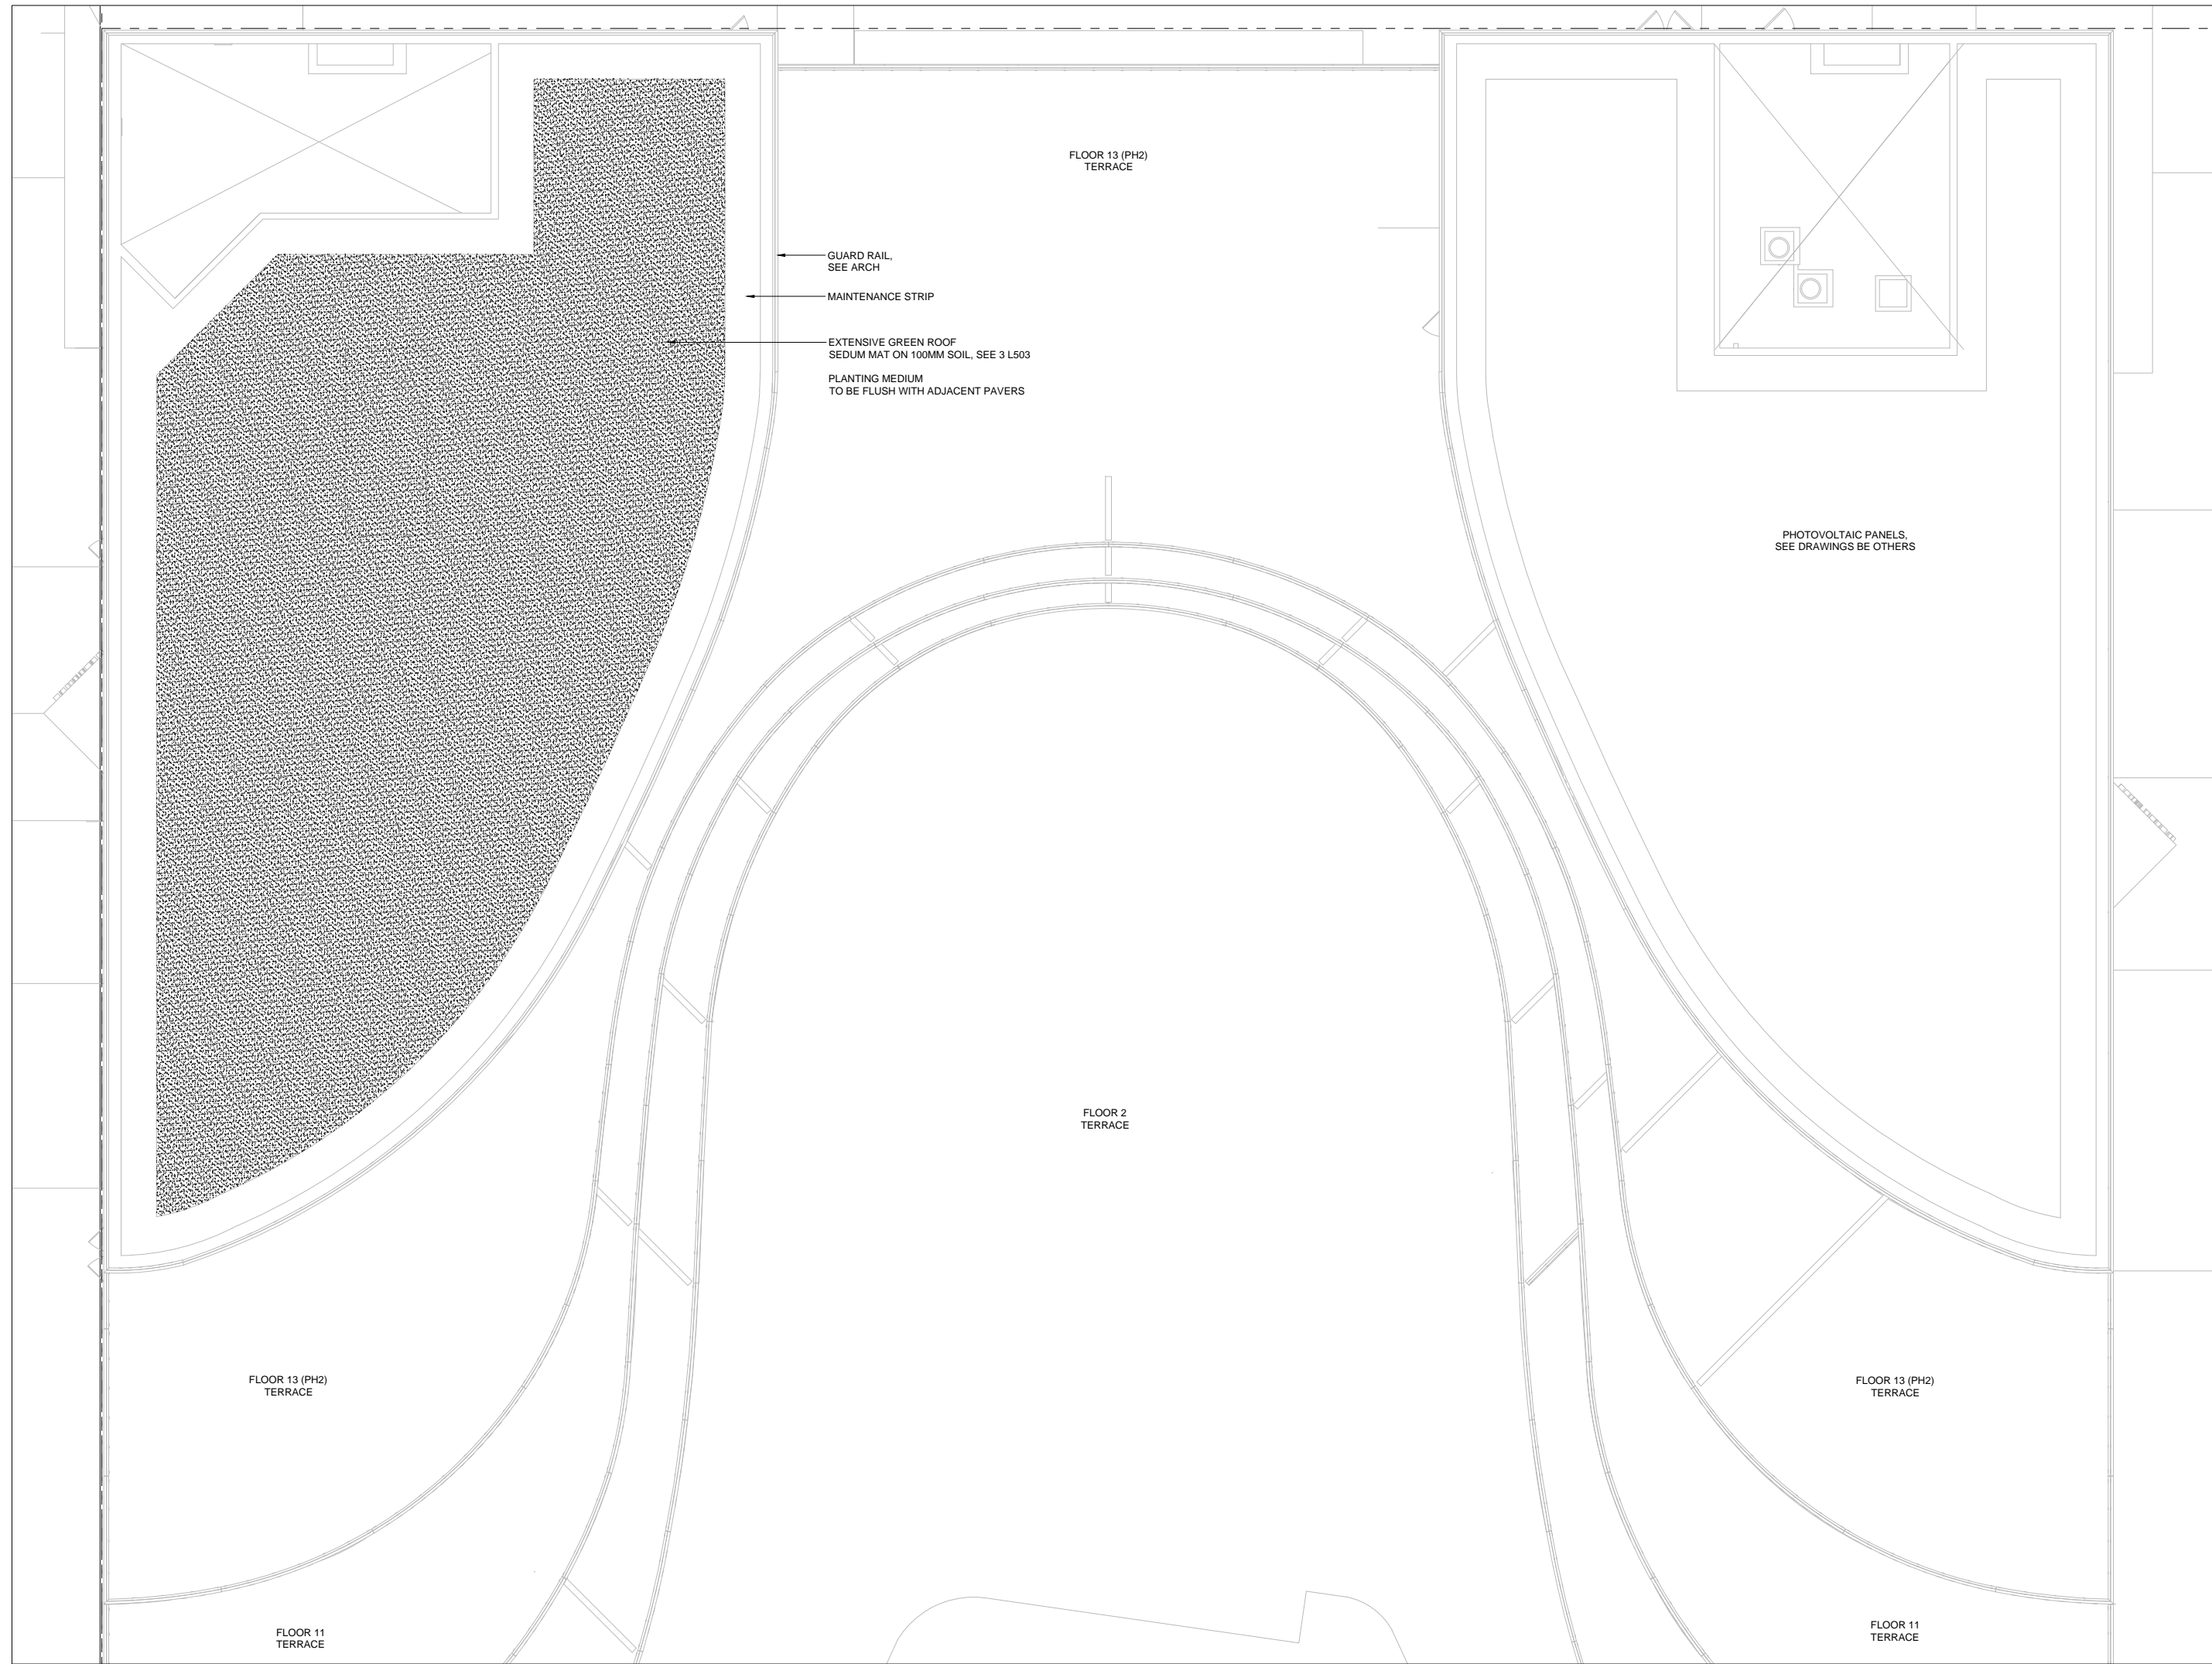 FLOOR 13 (PH2)
TERRACE
GUARD RAIL,
SEE ARCH
MAINTENANCE STRIP
EXTENSIVE GREEN ROOF
SEDUM MAT ON 100MM SOIL, SEE 3 L503
PLANTING MEDIUM
TO BE FLUSH WITH ADJACENT PAVERS
PHOTOVOLTAIC PANELS,
SEE DRAWINGS BE OTHERS
FLOOR 2
TERRACE
FLOOR 13 (PH2)
TERRACE
FLOOR 13 (PH2)
TERRACE
FLOOR 11
TERRACE
FLOOR 11
TERRACE